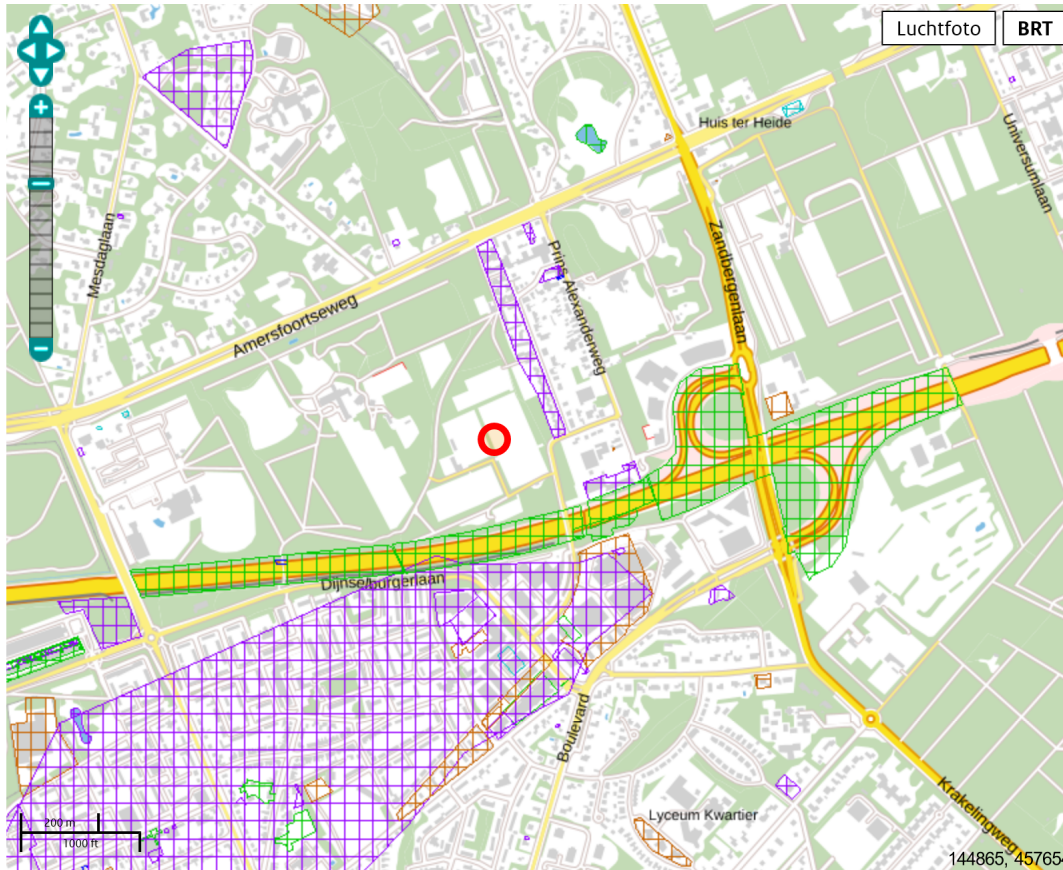 Luchtfoto
BRT
Huis ter Heide
Universumlaan
Mesdaglaan
Zandbergenlaan
Prins Alexanderweg
Amersfoortseweg
Dijnselburgerlaan
Boulevard
Krakelingweg
Lyceum Kwartier
200 m
1000 ft
144865, 45765